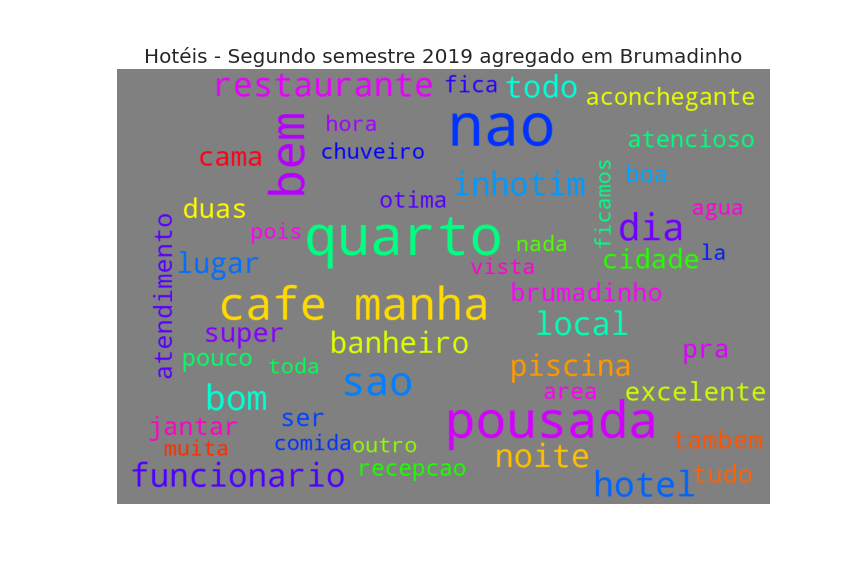 Hotéis - Segundo semestre 2019 agregado em Brumadinho
restaurante
fica
todo
aconchegante
nao
hora
bem
chuveiro
cama
atencioso
boa
inhotim
ficamos
otima
duas
agua
pois
quarto
dia
nada
la
lugar
vista
cidade
atendimento
brumadinho
cafe manha
super
banheiro
local
pra
pouco
toda
piscina
sao
area
excelente
bom
ser
pousada
jantar
muita
comida
outro
noite
tambem
funcionario
recepcao
hotel
tudo